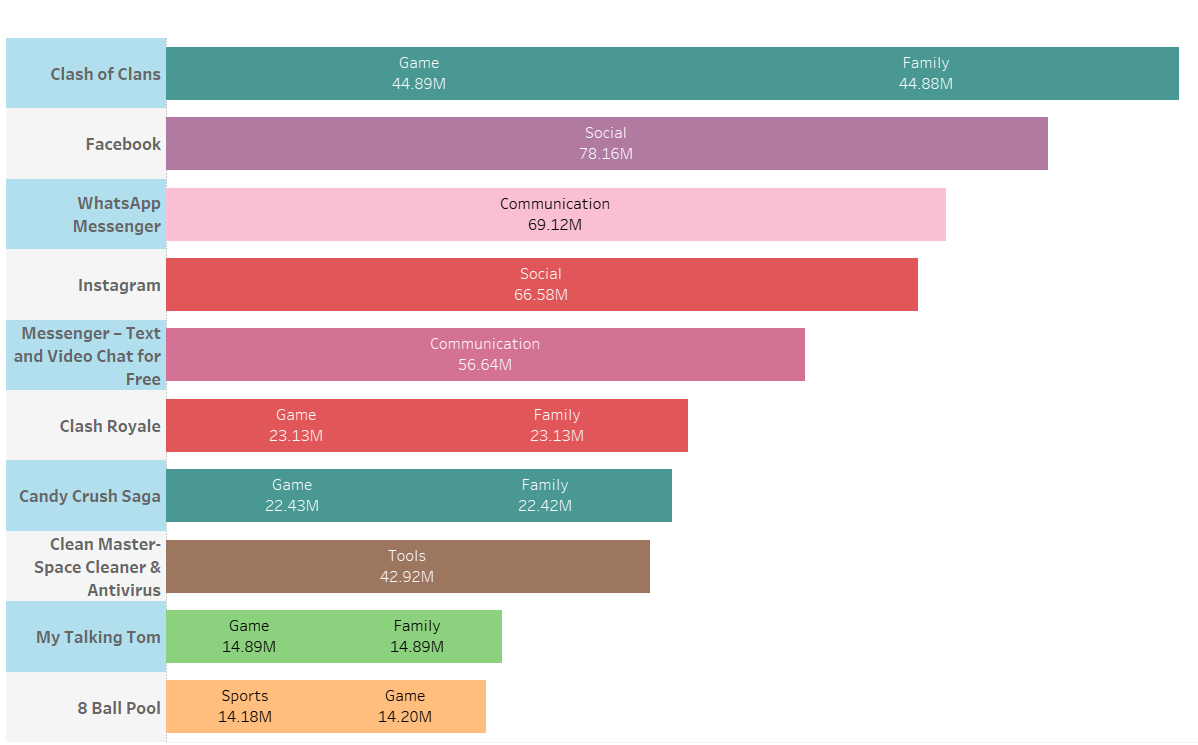 Clash of Clans
Game Family
44.89M 44.88M
Facebook
Social
78.16M
WhatsApp
Messenger
Communication
69.12M
Instagram
Social
66.58M
Messenger – Text
and Video Chat for
Free
Communication
56.64M
Clash Royale
Game Family
23.13M 23.13M
Candy Crush Saga
Game Family
22.43M 22.42M
Clean Master-
Space Cleaner &
Antivirus
Tools
42.92M
My Talking Tom
Game Family
14.89M 14.89M
8 Ball Pool
Sports Game
14.18M 14.20M